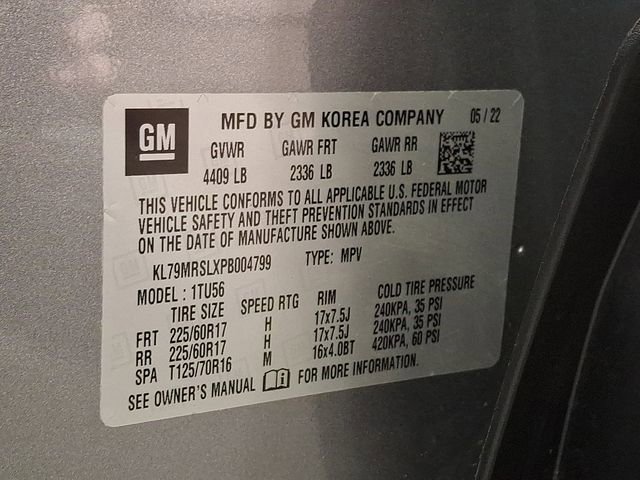 GM MFD BY GM KOREA COMPANY 05 / 22
GVWR GAWR FRT GAWR RR
4409 LB 2336 LB 2336 LB
THIS VEHICLE CONFORMS TO ALL APPLICABLE U.S. FEDERAL MOTOR
VEHICLE SAFETY AND THEFT PREVENTION STANDARDS IN EFFECT
ON THE DATE OF MANUFACTURE SHOWN ABOVE.
KL79MRSLXPB004799 TYPE: MPV
MODEL : 1TU56
TIRE SIZE SPEED RTG RIM COLD TIRE PRESSURE
FRT 225/60R17 H 17x7.5J 240KPA, 35 PSI
RR 225/60R17 H 17x7.5J 240KPA, 35 PSI
SPA T125/70R16 M 16x4.0BT 420KPA, 60 PSI
SEE OWNER'S MANUAL FOR MORE INFORMATION.